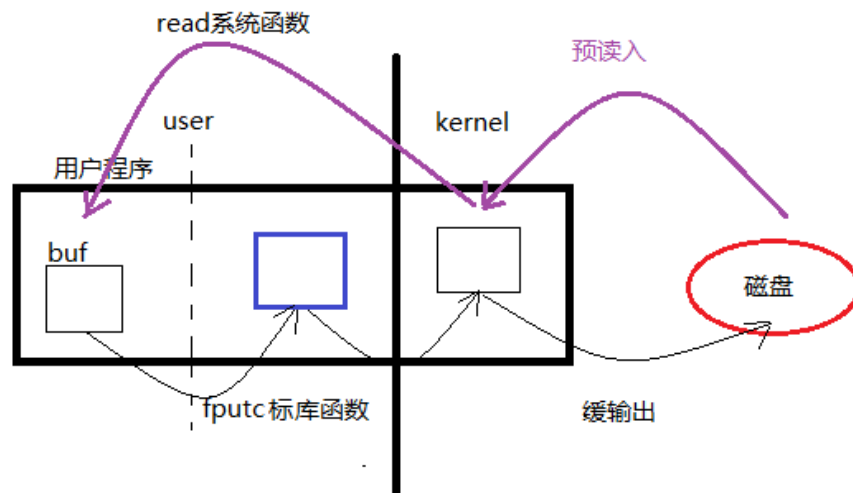 read系统函数
预读入
user
kernel
用户程序
buf
磁盘
fputc标库函数
缓输出